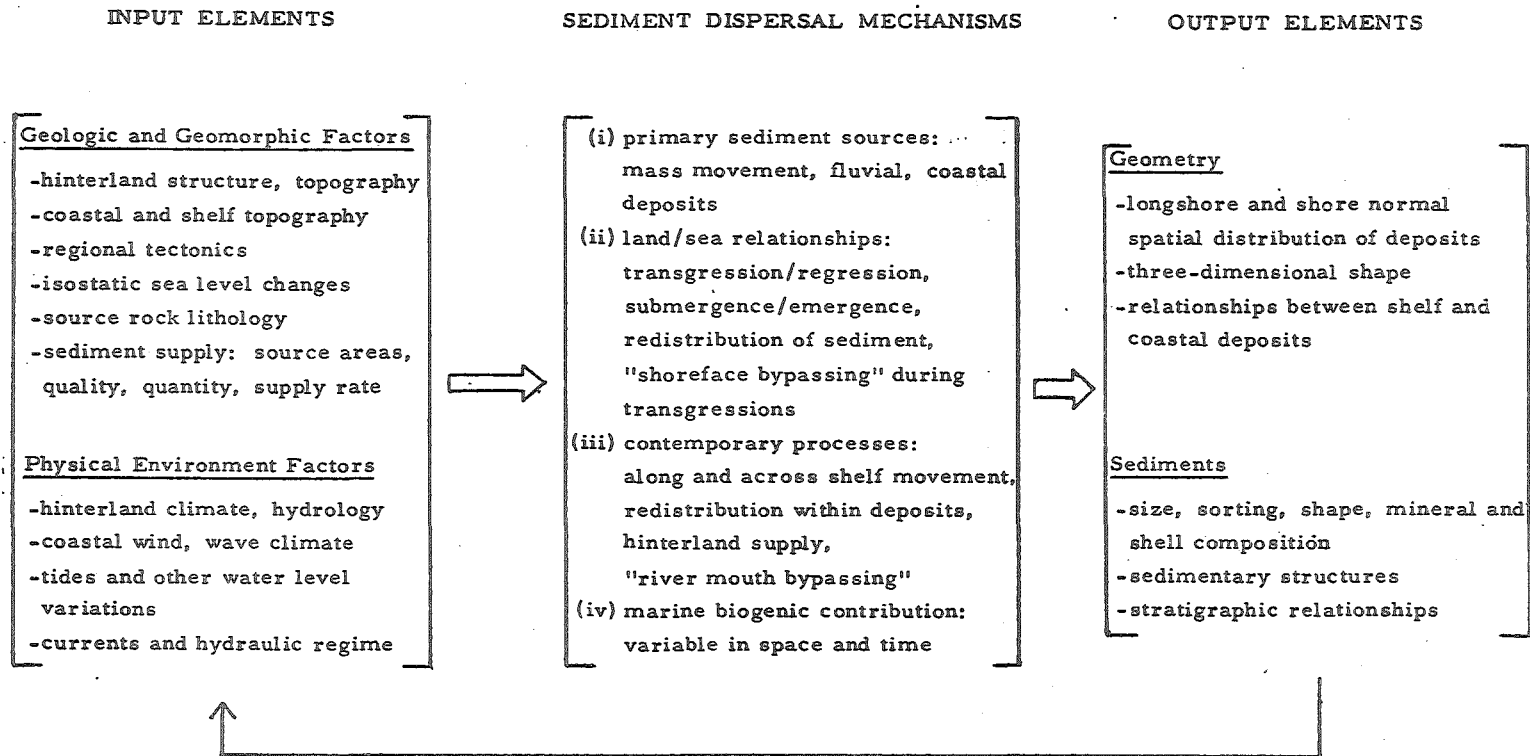 INPUT ELEMENTS
SEDIMENT DISPERSAL MECHANISMS
OUTPUT ELEMENTS
Geologic and Geomorphic Factors
-hinterland structure, topography
-coastal and shelf topography
-regional tectonics
-isostatic sea level changes
-source rock lithology
-sediment supply: source areas,
quality, quantity, supply rate
Physical Environment Factors
-hinterland climate, hydrology
-coastal wind, wave climate
-tides and other water level
variations
-currents and hydraulic regime
(i) primary sediment sources:
mass movement, fluvial, coastal
deposits
(ii) land/sea relationships:
transgression/regression,
submergence/emergence,
redistribution of sediment,
"shoreface bypassing" during
transgressions
(iii) contemporary processes:
along and across shelf movement,
redistribution within deposits,
hinterland supply,
"river mouth bypassing"
(iv) marine biogenic contribution:
variable in space and time
Geometry
-longshore and shore normal
spatial distribution of deposits
-three-dimensional shape
-relationships between shelf and
coastal deposits
Sediments
-size, sorting, shape, mineral and
shell composition
-sedimentary structures
-stratigraphic relationships